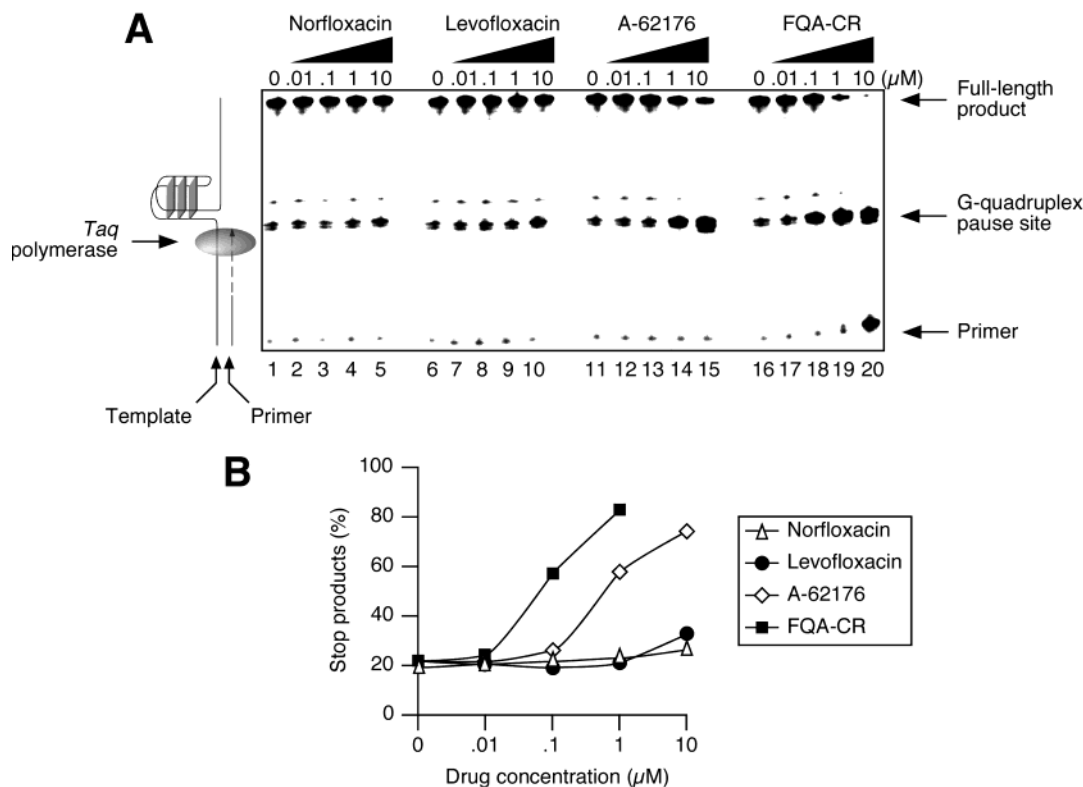 A
Norfloxacin Levofloxacin A-62176 FQA-CR
0 .01 .1 1 10 0 .01 .1 1 10 0 .01 .1 1 10 0 .01 .1 1 10 (µM)
Full-length
product
G-quadruplex
pause site
Taq
polymerase
Primer
1 2 3 4 5 6 7 8 9 10 11 12 13 14 15 16 17 18 19 20
Template Primer
B
100
80
60
40
20
0
Stop products (%)
0 .01 .1 1 10
Drug concentration (µM)
Norfloxacin
Levofloxacin
A-62176
FQA-CR